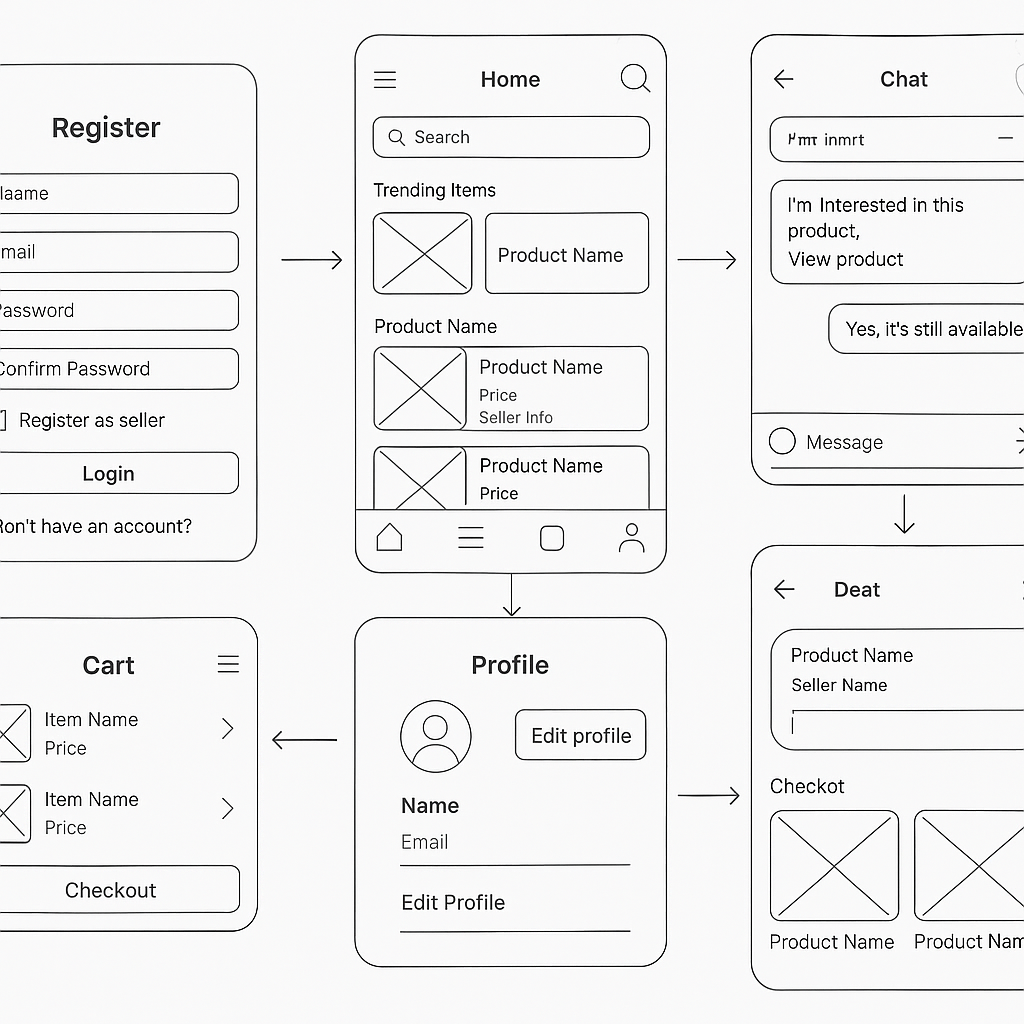 Register
laame
mail
Password
Confirm Password
Register as seller
Login
Ron't have an account?
Home
Search
Trending Items
Product Name
Product Name
Product Name
Price
Seller Info
Product Name
Price
Chat
inmrt
I'm Interested in this
product,
View product
Yes, it's still available
Message
Cart
Item Name
Price
Item Name
Price
Checkout
Profile
Edit profile
Name
Email
Edit Profile
Deat
Product Name
Seller Name
Checkot
Product Name
Product Nam